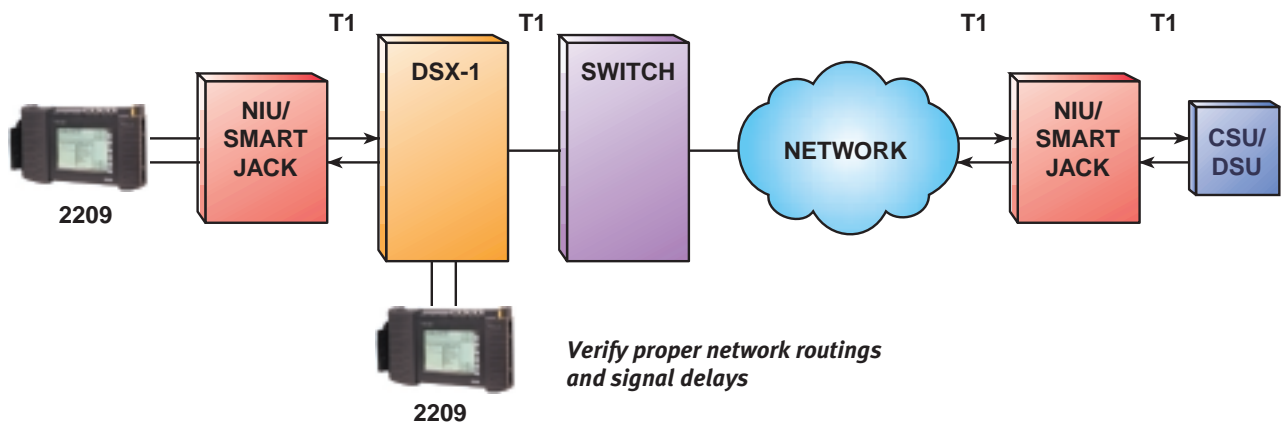 T1
T1
T1
T1
DSX-1
SWITCH
NIU/
SMART
JACK
NETWORK
NIU/
SMART
JACK
CSU/
DSU
2209
Verify proper network routings
and signal delays
2209